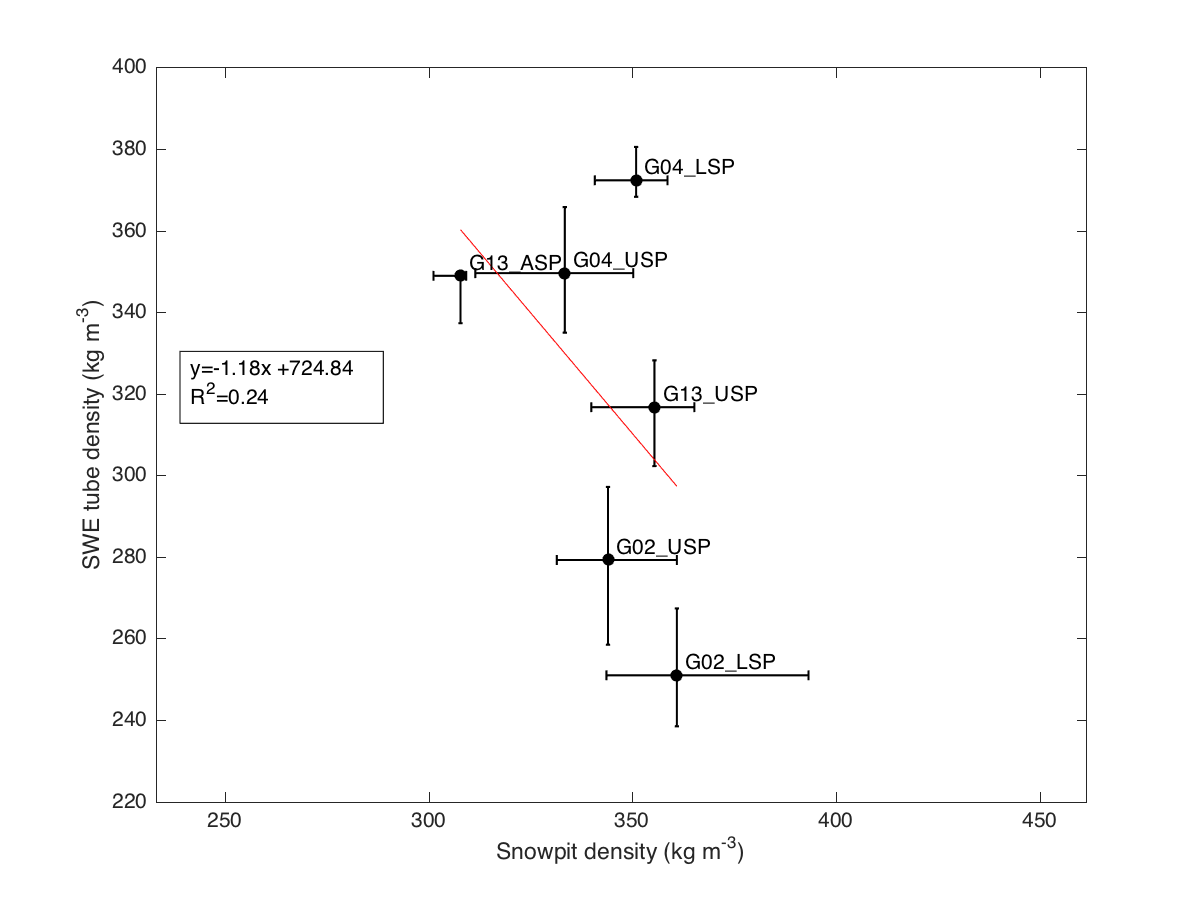 400
380
G04_LSP
360
G13_ASP
G04_USP
340
y=-1.18x +724.84
R²=0.24
320
G13_USP
300
280
G02_USP
260
G02_LSP
240
220
250 300 350 400 450
Snowpit density (kg m⁻³)
SWE tube density (kg m⁻³)